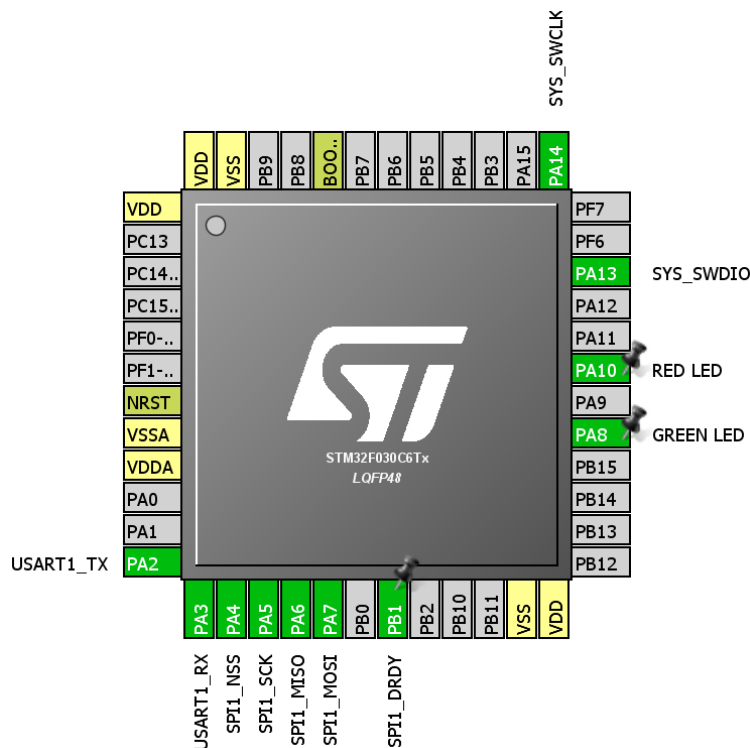 SYS_SWCLK
VDD
VSS
PB9
PB8
BOO..
PB7
PB6
PB5
PB4
PB3
PA15
PA14
VDD
PC13
PC14..
PC15..
PF0-..
PF1-..
NRST
VSSA
VDDA
PA0
PA1
USART1_TX PA2
PF7
PF6
PA13 SYS_SWDIO
PA12
PA11
PA10 RED LED
PA9
PA8 GREEN LED
PB15
PB14
PB13
PB12
ST
STM32F030C6Tx
LQFP48
PA3
PA4
PA5
PA6
PA7
PB0
PB1
PB2
PB10
PB11
VSS
VDD
USART1_RX
SPI1_NSS
SPI1_SCK
SPI1_MISO
SPI1_MOSI
SPI1_DRDY